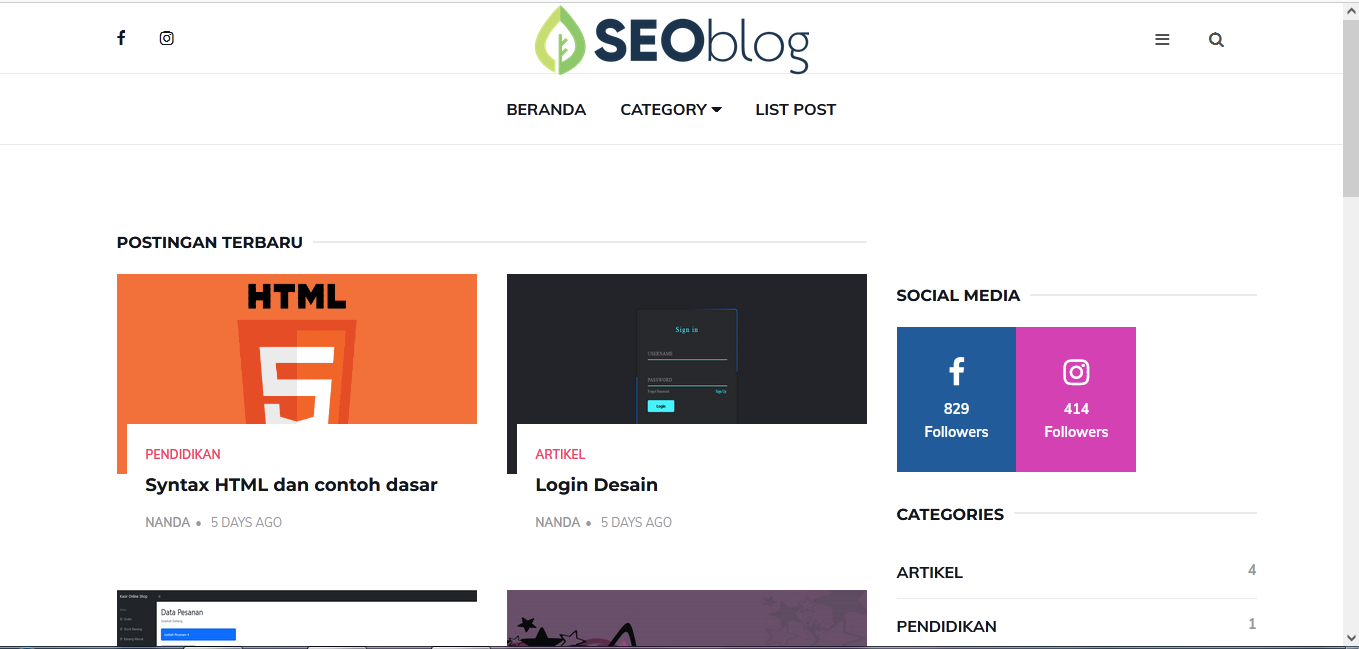 SEOblog
BERANDA CATEGORY LIST POST
POSTINGAN TERBARU
HTML
5
PENDIDIKAN
Syntax HTML dan contoh dasar
NANDA • 5 DAYS AGO
Sign in
USERNAME
PASSWORD
Forgot Password Sign Up
Login
ARTIKEL
Login Desain
NANDA • 5 DAYS AGO
Kasir Online Shop
Data Pesanan
SOCIAL MEDIA
829
Followers
414
Followers
CATEGORIES
ARTIKEL 4
PENDIDIKAN 1